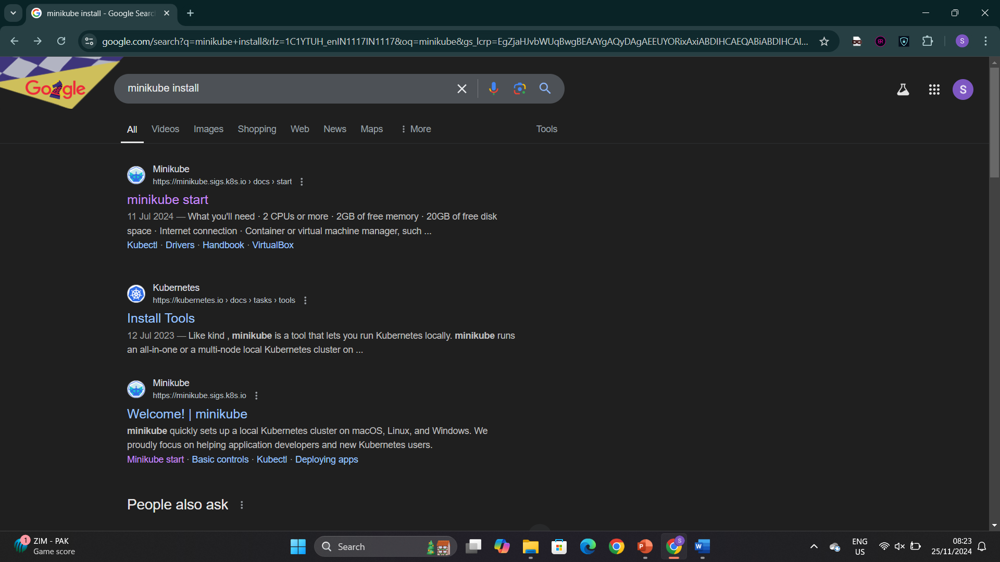 minikube install - Google Searc
google.com/search?q=minikube+install&rlz=1C1YTUH_enIN1117IN1117&oq=minikube&gs_lcrp=EgZjaHJvbWUqBwgBEAAYgAQyDAgAEEUYORixAxiABDIHCAEQABiABDIHCAI...
S
Google
minikube install
S
All Videos Images Shopping Web News Maps More Tools
Minikube
https://minikube.sigs.k8s.io › docs › start
minikube start
11 Jul 2024 — What you'll need · 2 CPUs or more · 2GB of free memory · 20GB of free disk
space · Internet connection · Container or virtual machine manager, such ...
Kubectl · Drivers · Handbook · VirtualBox
Kubernetes
https://kubernetes.io › docs › tasks › tools
Install Tools
12 Jul 2023 — Like kind , minikube is a tool that lets you run Kubernetes locally. minikube runs
an all-in-one or a multi-node local Kubernetes cluster on ...
Minikube
https://minikube.sigs.k8s.io
Welcome! | minikube
minikube quickly sets up a local Kubernetes cluster on macOS, Linux, and Windows. We
proudly focus on helping application developers and new Kubernetes users.
Minikube start · Basic controls · Kubectl · Deploying apps
People also ask
1
ZIM - PAK
Game score
Search
P
S
W
ENG
US
08:23
25/11/2024